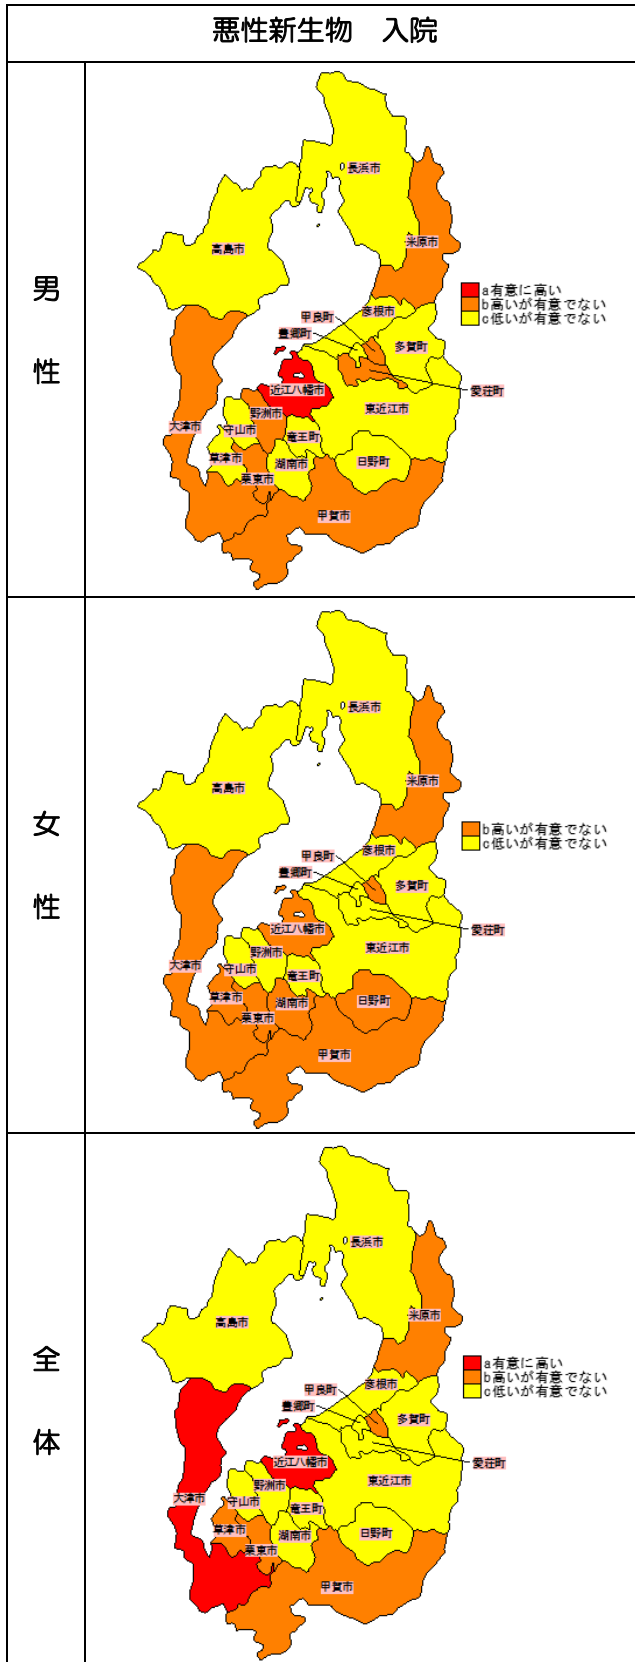 悪性新生物　入院
男性
長浜市
米原市
高島市
a有意に高い
b高いが有意でない
c低いが有意でない
彦根市
甲良町
豊郷町
多賀町
愛荘町
近江八幡市
東近江市
野洲市
大津市
守山市
竜王町
草津市
湖南市
日野町
栗東市
甲賀市
女性
長浜市
米原市
高島市
b高いが有意でない
c低いが有意でない
彦根市
甲良町
豊郷町
多賀町
愛荘町
近江八幡市
東近江市
野洲市
大津市
守山市
竜王町
草津市
湖南市
日野町
栗東市
甲賀市
全体
長浜市
米原市
高島市
a有意に高い
b高いが有意でない
c低いが有意でない
彦根市
甲良町
豊郷町
多賀町
愛荘町
近江八幡市
東近江市
野洲市
大津市
守山市
竜王町
草津市
湖南市
日野町
栗東市
甲賀市